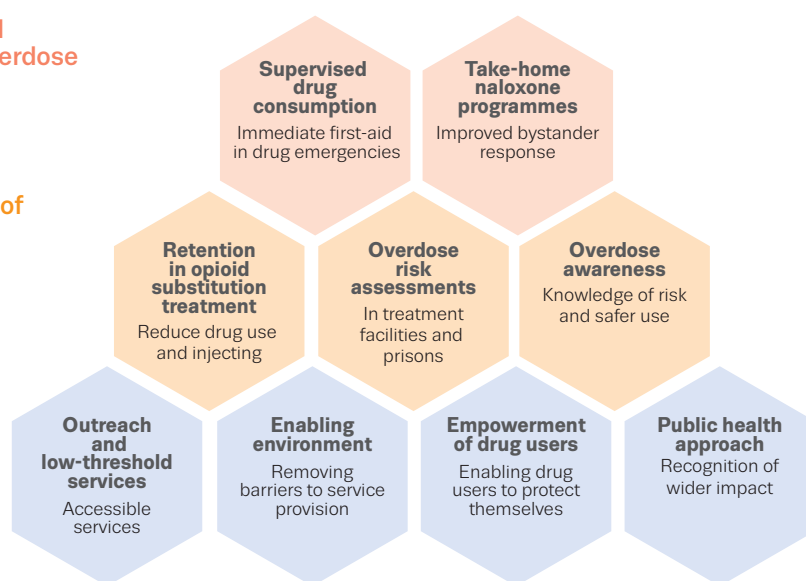 erdose
of
Supervised
drug
consumption
Immediate first-aid
in drug emergencies
Take-home
naloxone
programmes
Improved bystander
response
Retention
in opioid
substitution
treatment
Reduce drug use
and injecting
Overdose
risk
assessments
In treatment
facilities and
prisons
Overdose
awareness
Knowledge of risk
and safer use
Outreach
and
low-threshold
services
Accessible
services
Enabling
environment
Removing
barriers to service
provision
Empowerment
of drug users
Enabling drug
users to protect
themselves
Public health
approach
Recognition of
wider impact